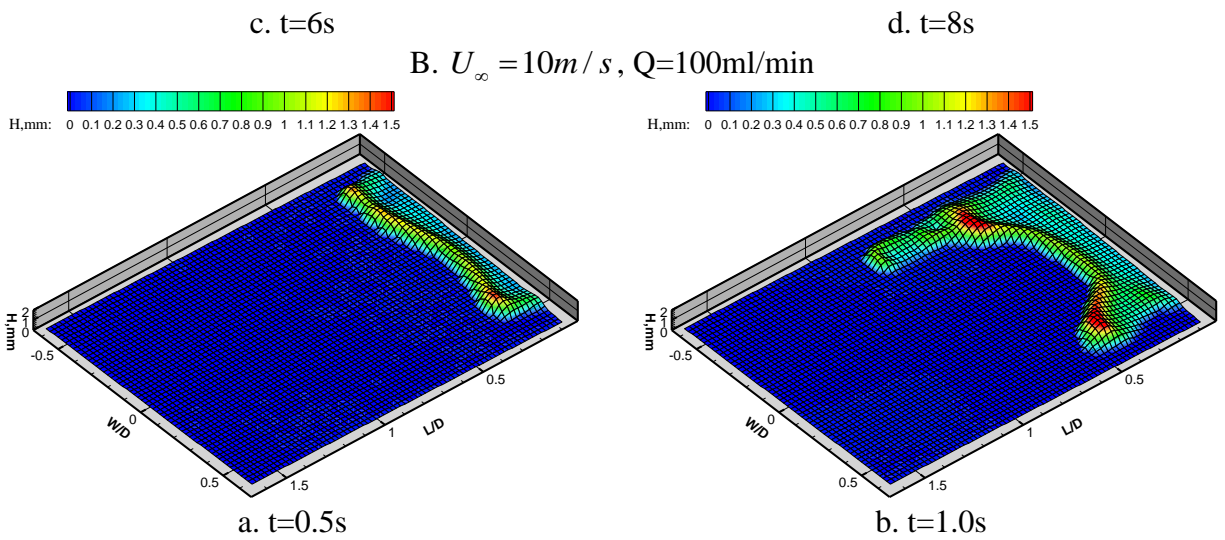 c. t=6s d. t=8s
B. U∞ =10m / s , Q=100ml/min
H,mm: 0 0.1 0.2 0.3 0.4 0.5 0.6 0.7 0.8 0.9 1 1.1 1.2 1.3 1.4 1.5
H,mm: 0 0.1 0.2 0.3 0.4 0.5 0.6 0.7 0.8 0.9 1 1.1 1.2 1.3 1.4 1.5
2
1
0
H,mm
-0.5
0
W/D
0.5
0.5
1
L/D
1.5
2
1
0
H,mm
-0.5
0
W/D
0.5
0.5
1
L/D
1.5
a. t=0.5s b. t=1.0s